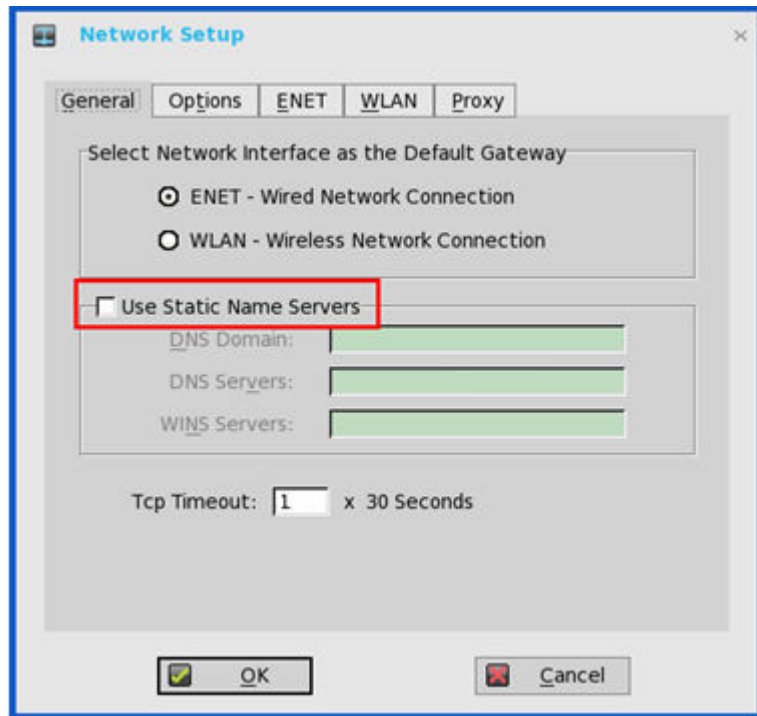 Network Setup
General Options ENET WLAN Proxy
Select Network Interface as the Default Gateway
ENET - Wired Network Connection
WLAN - Wireless Network Connection
Use Static Name Servers
DNS Domain:
DNS Servers:
WINS Servers:
Tcp Timeout: 1 x 30 Seconds
OK Cancel